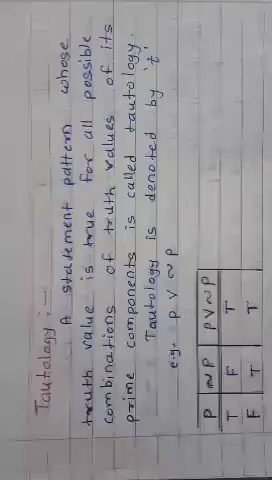 Tautology :-
A statement pattern whose
truth value is true for all possible
combinations of truth values of its
prime components is called tautology.
Tautology is denoted by 't'
e.g. p ∨ ~p
P ~P P∨~P
T F T
F T T